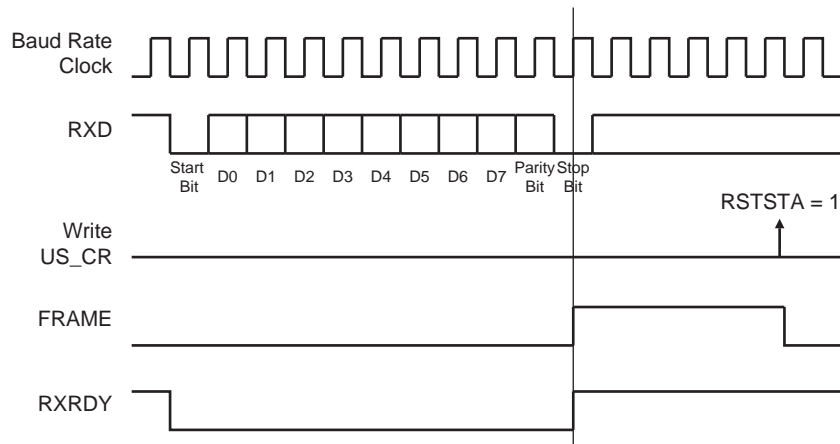 Baud Rate
Clock
RXD
Start
Bit
D0
D1
D2
D3
D4
D5
D6
D7
Parity
Bit
Stop
Bit
RSTSTA = 1
Write
US_CR
FRAME
RXRDY